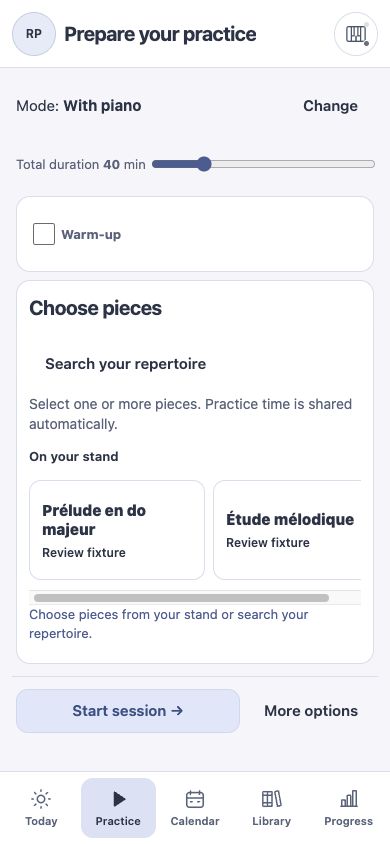 RP
Prepare your practice
Mode: With piano
Change
Total duration 40 min
Warm-up
Choose pieces
Search your repertoire
Select one or more pieces. Practice time is shared
automatically.
On your stand
Prélude en do
majeur
Review fixture
Étude mélodique
Review fixture
Choose pieces from your stand or search your
repertoire.
Start session →
More options
Today
Practice
Calendar
Library
Progress